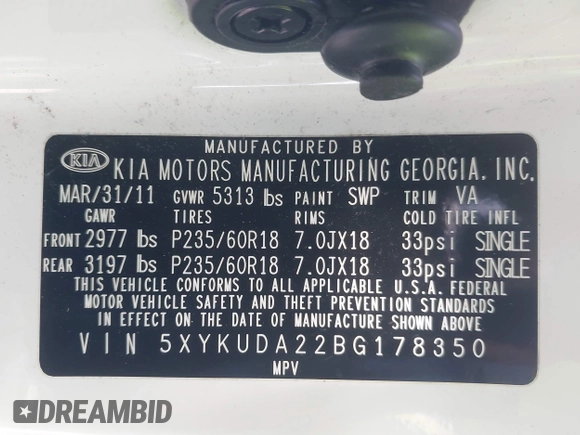 MANUFACTURED BY
KIA KIA MOTORS MANUFACTURING GEORGIA, INC.
MAR/31/11 GVWR 5313 lbs PAINT SWP TRIM VA
GAWR TIRES RIMS COLD TIRE INFL
FRONT 2977 lbs P235/60R18 7.0JX18 33psi SINGLE
REAR 3197 lbs P235/60R18 7.0JX18 33psi SINGLE
THIS VEHICLE CONFORMS TO ALL APPLICABLE U.S.A. FEDERAL
MOTOR VEHICLE SAFETY AND THEFT PREVENTION STANDARDS
IN EFFECT ON THE DATE OF MANUFACTURE SHOWN ABOVE.
VIN 5XYKUDA22BG178350
MPV
DREAMBID